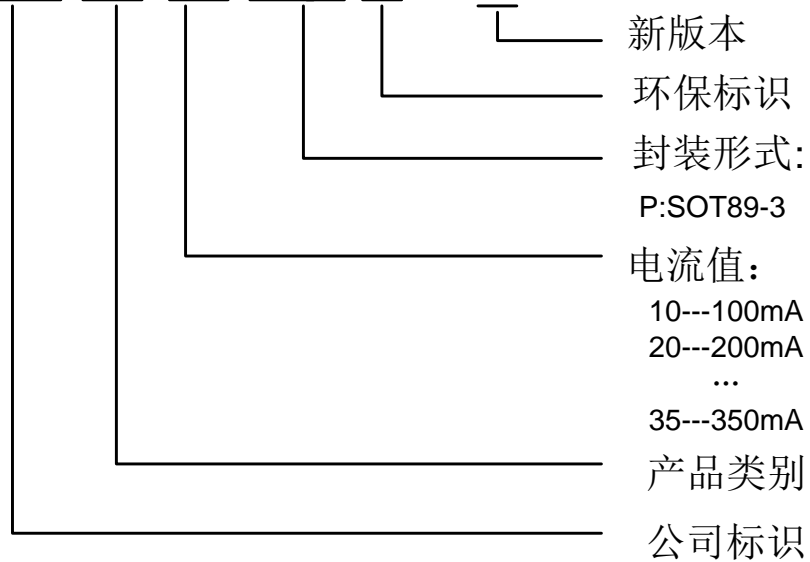 新版本
环保标识
封装形式:
P:SOT89-3
电流值：
10---100mA
20---200mA
...
35---350mA
产品类别
公司标识